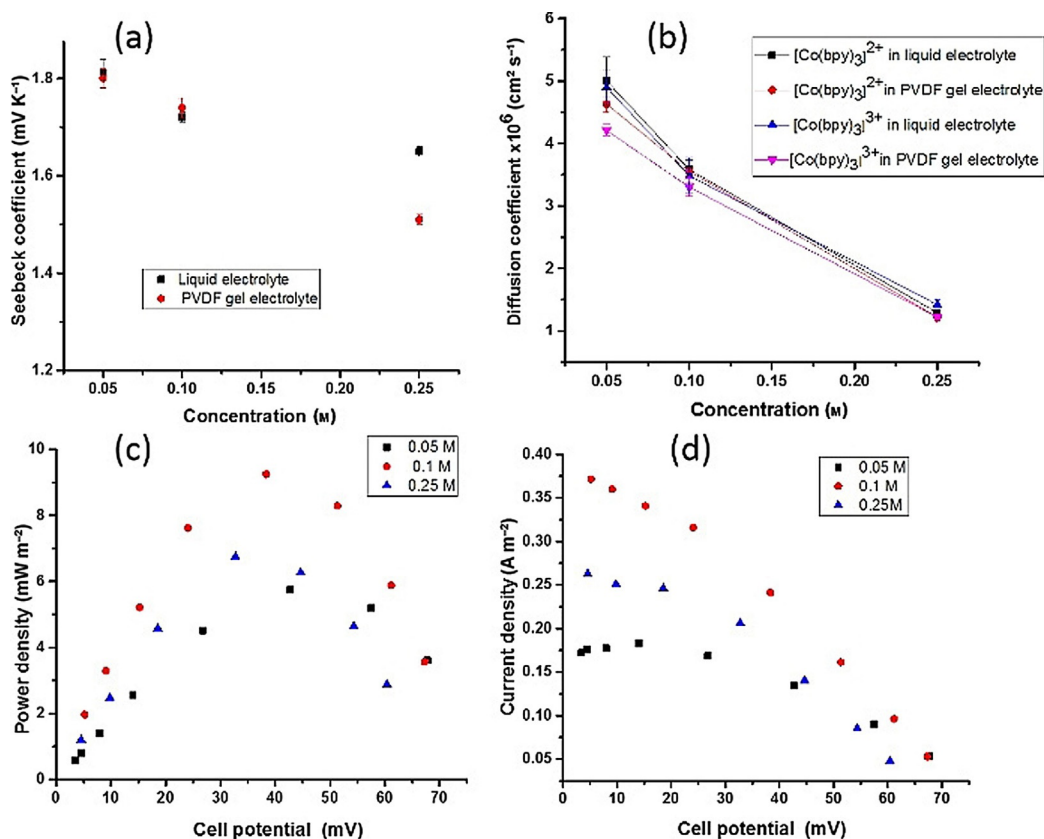 (a)
Seebeck coefficient (mV K⁻¹)
1.8
1.6
1.4
1.2
Liquid electrolyte
PVDF gel electrolyte
0.05
0.10
0.15
0.20
0.25
Concentration (м)
(b)
Diffusion coefficient x10⁶ (cm² s⁻¹)
6
5
4
3
2
1
[Co(bpy)₃]²⁺ in liquid electrolyte
[Co(bpy)₃]²⁺ in PVDF gel electrolyte
[Co(bpy)₃]³⁺ in liquid electrolyte
[Co(bpy)₃]³⁺in PVDF gel electrolyte
0.05
0.10
0.15
0.20
0.25
Concentration (м)
(c)
Power density (mW m⁻²)
10
8
6
4
2
0
0.05 M
0.1 M
0.25 M
0
10
20
30
40
50
60
70
Cell potential (mV)
(d)
Current density (A m⁻²)
0.40
0.35
0.30
0.25
0.20
0.15
0.10
0.05
0.05 M
0.1 M
0.25M
0
10
20
30
40
50
60
70
Cell potential (mV)